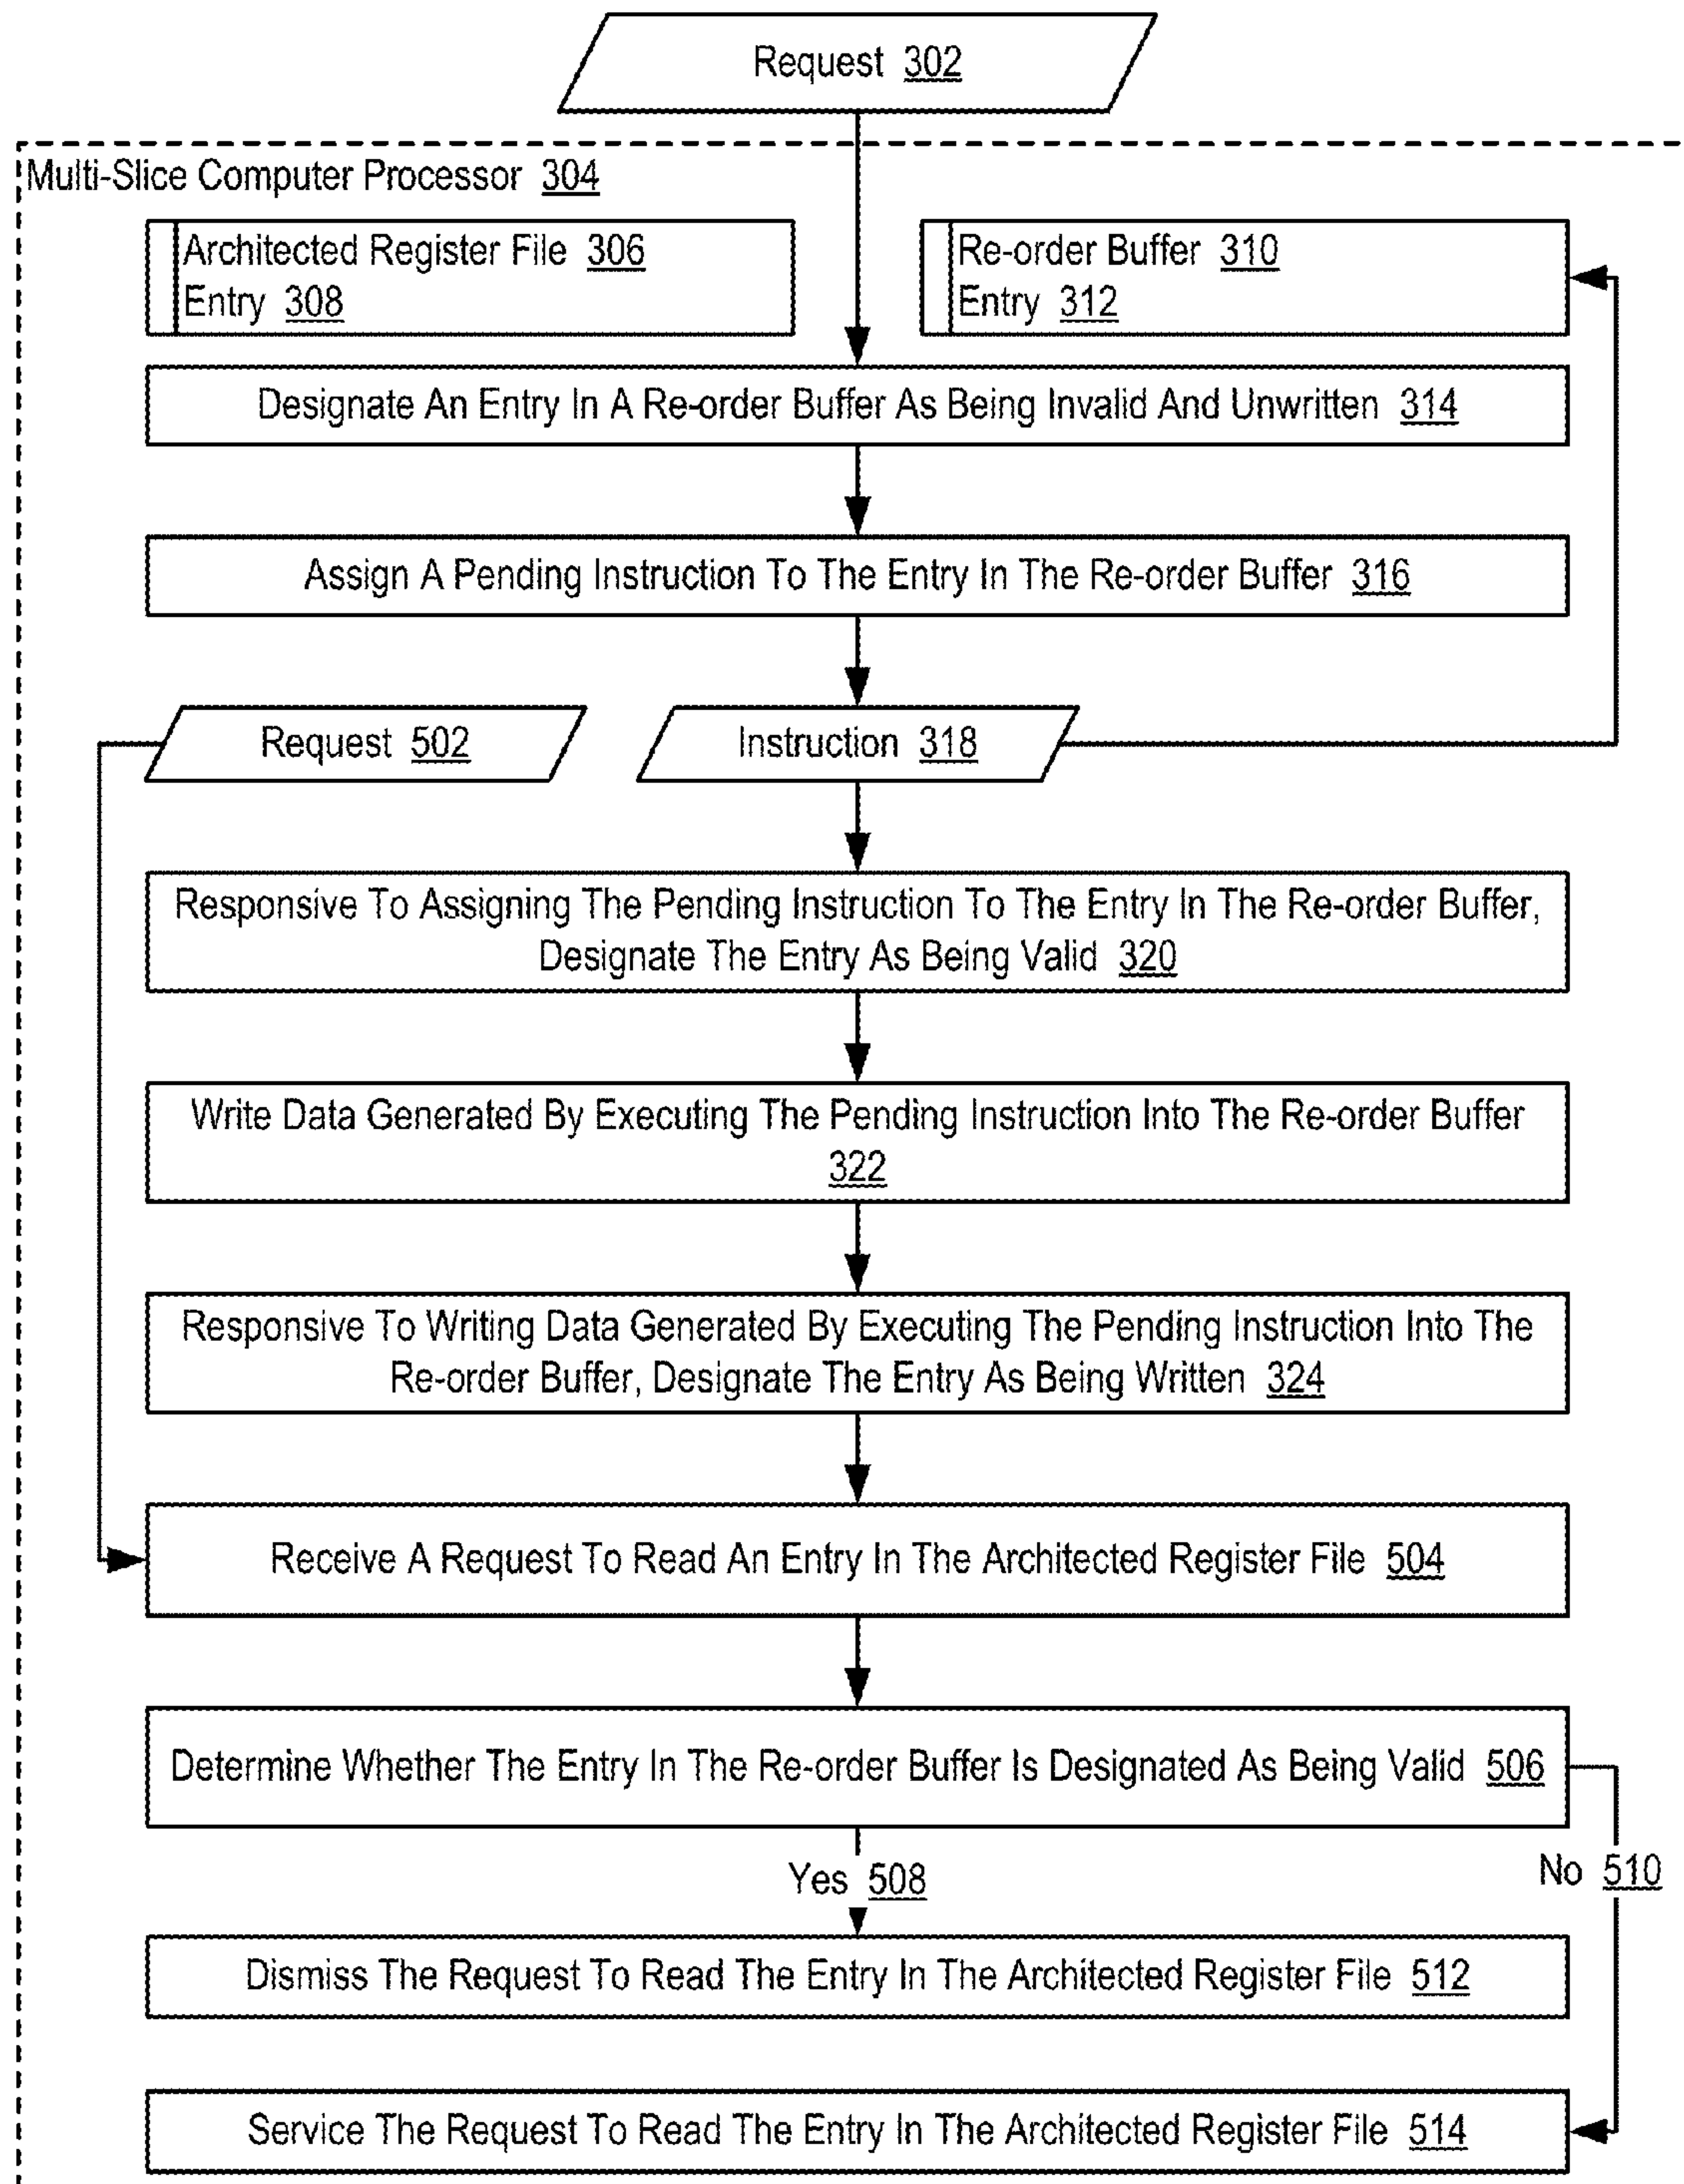 Request 302
Multi-Slice Computer Processor 304
Architected Register File 306
Entry 308
Re-order Buffer 310
Entry 312
Designate An Entry In A Re-order Buffer As Being Invalid And Unwritten 314
Assign A Pending Instruction To The Entry In The Re-order Buffer 316
Request 502
Instruction 318
Responsive To Assigning The Pending Instruction To The Entry In The Re-order Buffer,
Designate The Entry As Being Valid 320
Write Data Generated By Executing The Pending Instruction Into The Re-order Buffer
322
Responsive To Writing Data Generated By Executing The Pending Instruction Into The
Re-order Buffer, Designate The Entry As Being Written 324
Receive A Request To Read An Entry In The Architected Register File 504
Determine Whether The Entry In The Re-order Buffer Is Designated As Being Valid 506
Yes 508
No 510
Dismiss The Request To Read The Entry In The Architected Register File 512
Service The Request To Read The Entry In The Architected Register File 514